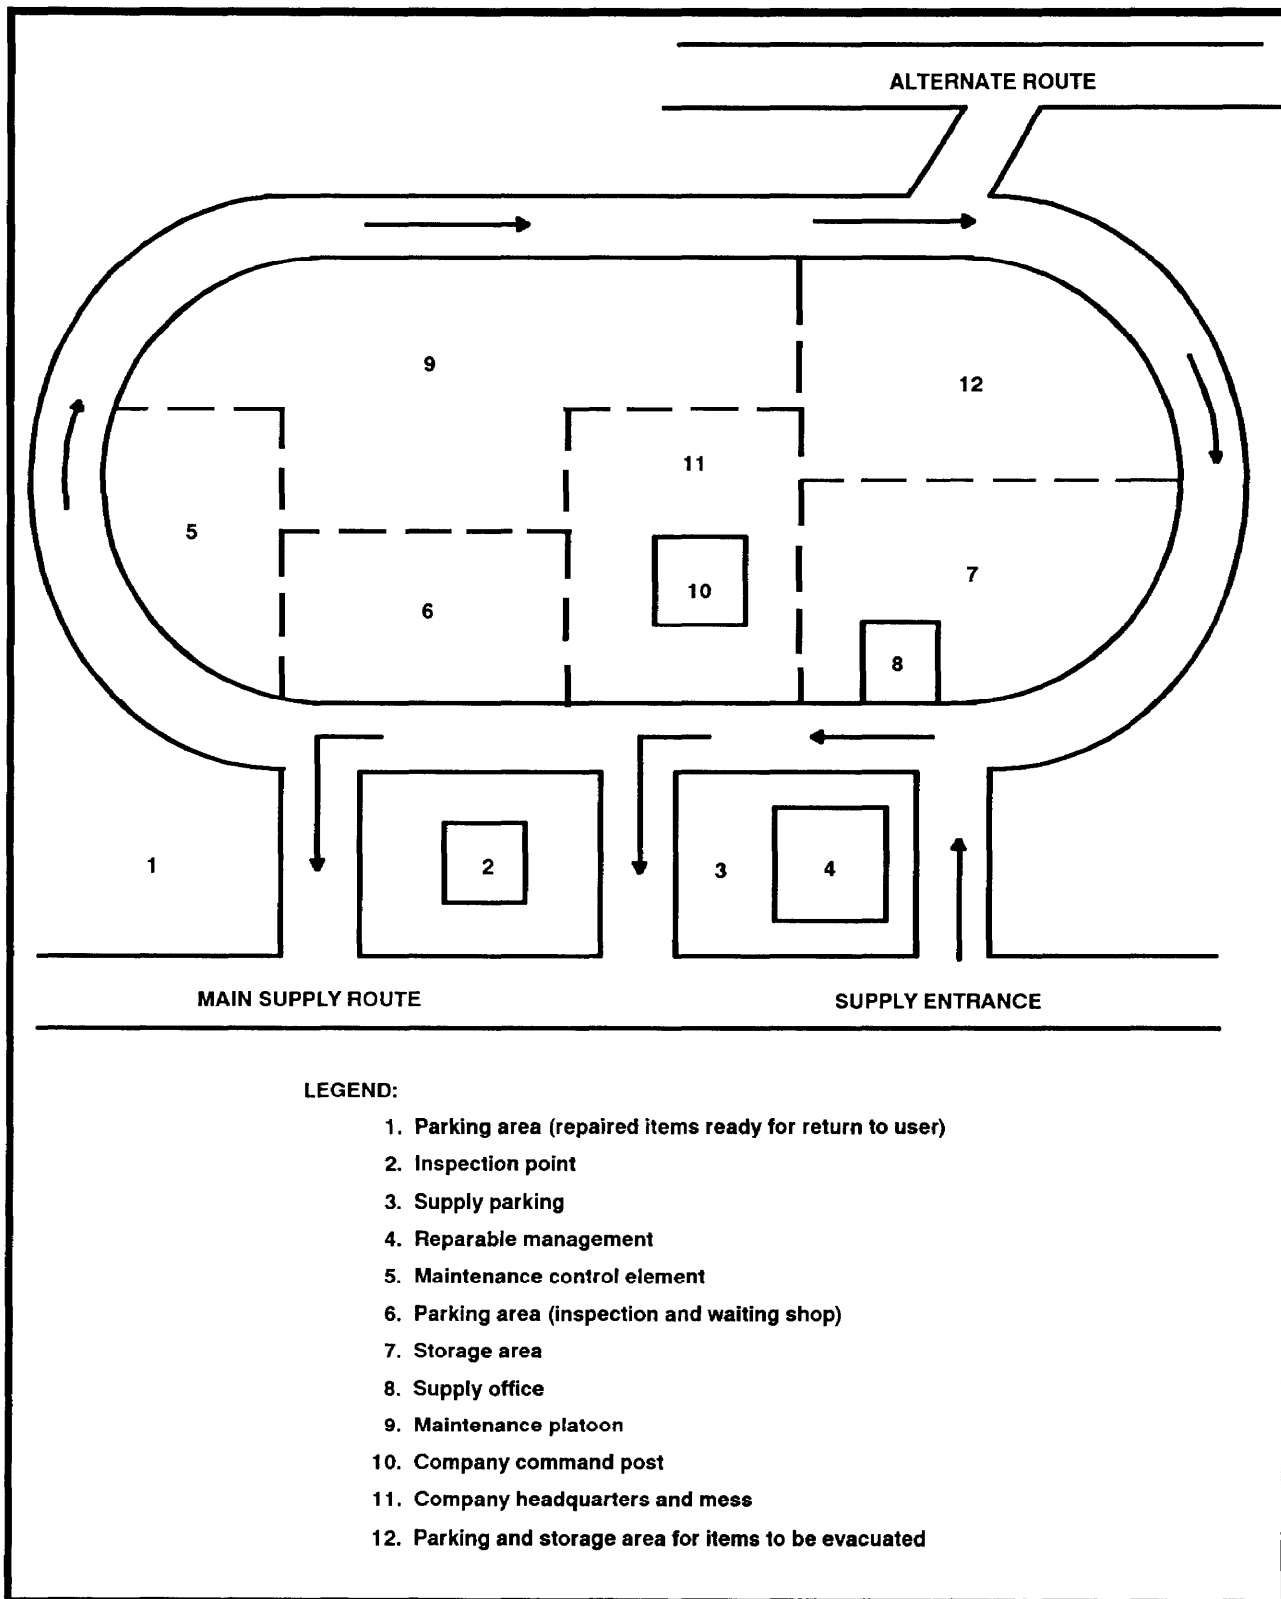 ALTERNATE ROUTE
9
12
11
5
7
10
6
8
1
2
3
4
MAIN SUPPLY ROUTE
SUPPLY ENTRANCE
LEGEND:
1. Parking area (repaired items ready for return to user)
2. Inspection point
3. Supply parking
4. Reparable management
5. Maintenance control element
6. Parking area (inspection and waiting shop)
7. Storage area
8. Supply office
9. Maintenance platoon
10. Company command post
11. Company headquarters and mess
12. Parking and storage area for items to be evacuated